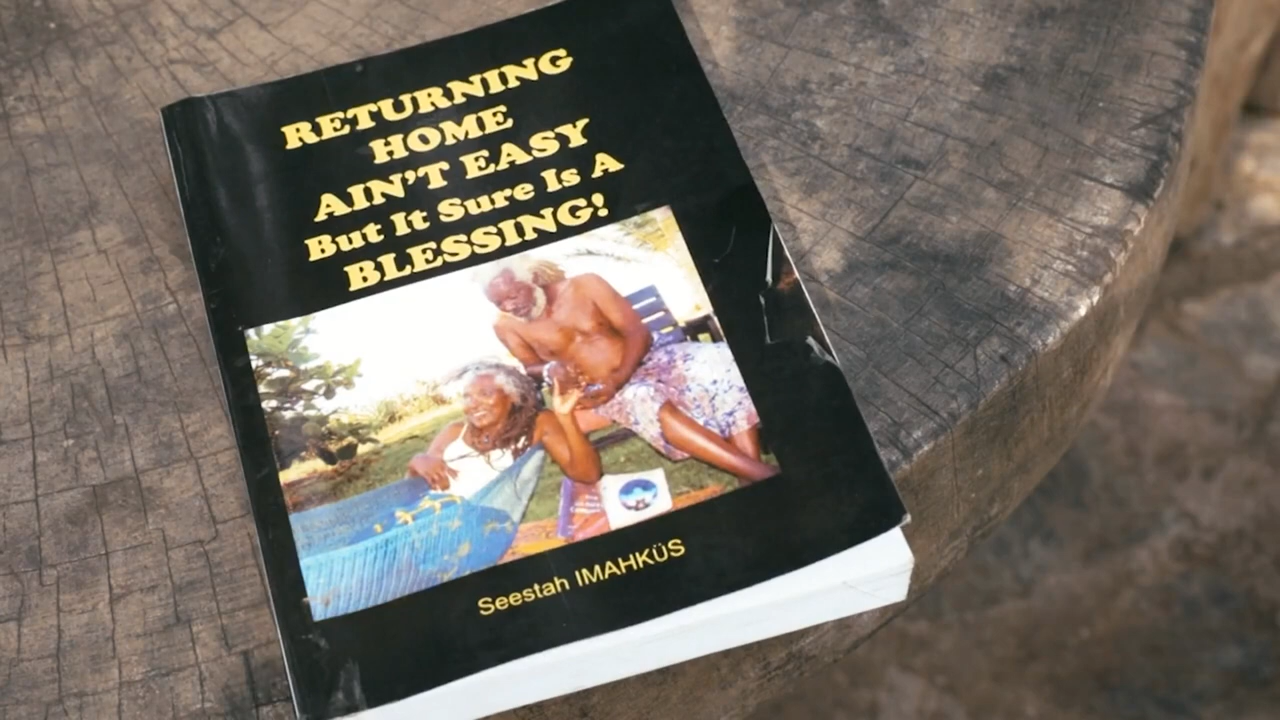 RETURNING
HOME
AIN'T EASY
But It Sure Is A
BLESSING!
Seestah IMAHKÜS